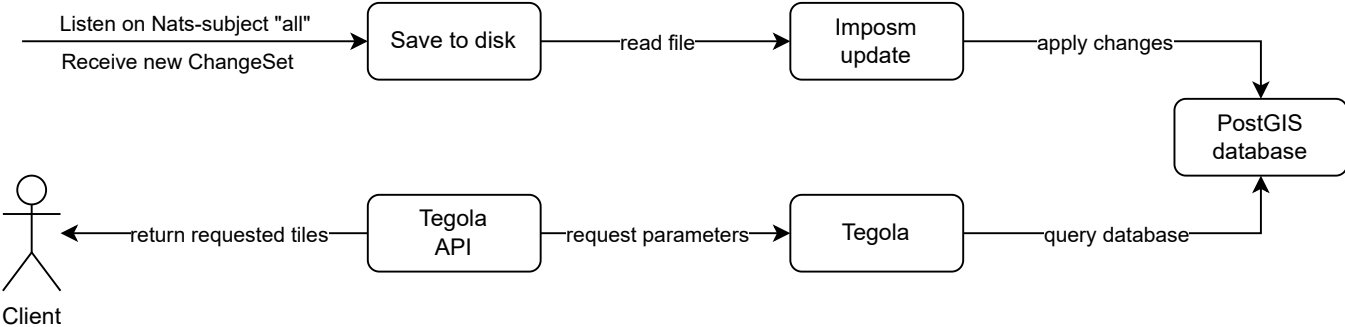 Listen on Nats-subject "all"
Receive new ChangeSet
Save to disk
read file
Imposm
update
apply changes
PostGIS
database
return requested tiles
Tegola
API
request parameters
Tegola
query database
Client